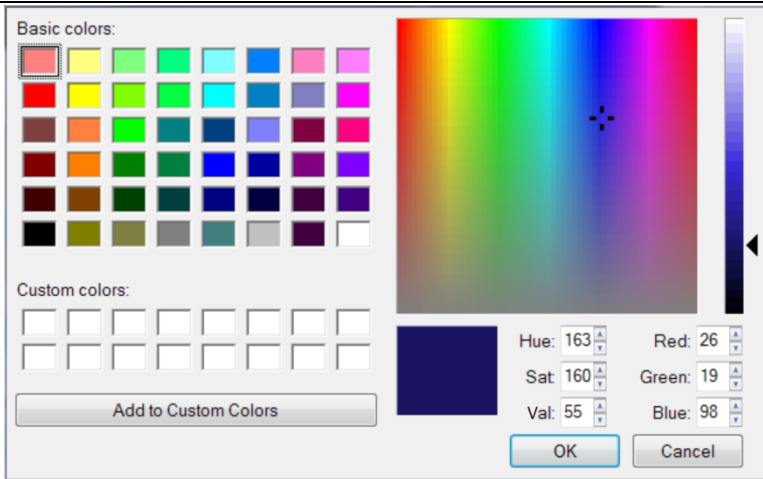 Basic colors:
Custom colors:
Add to Custom Colors
Hue: 163 Red: 26
Sat 160 Green: 19
Val: 55 Blue: 98
OK Cancel